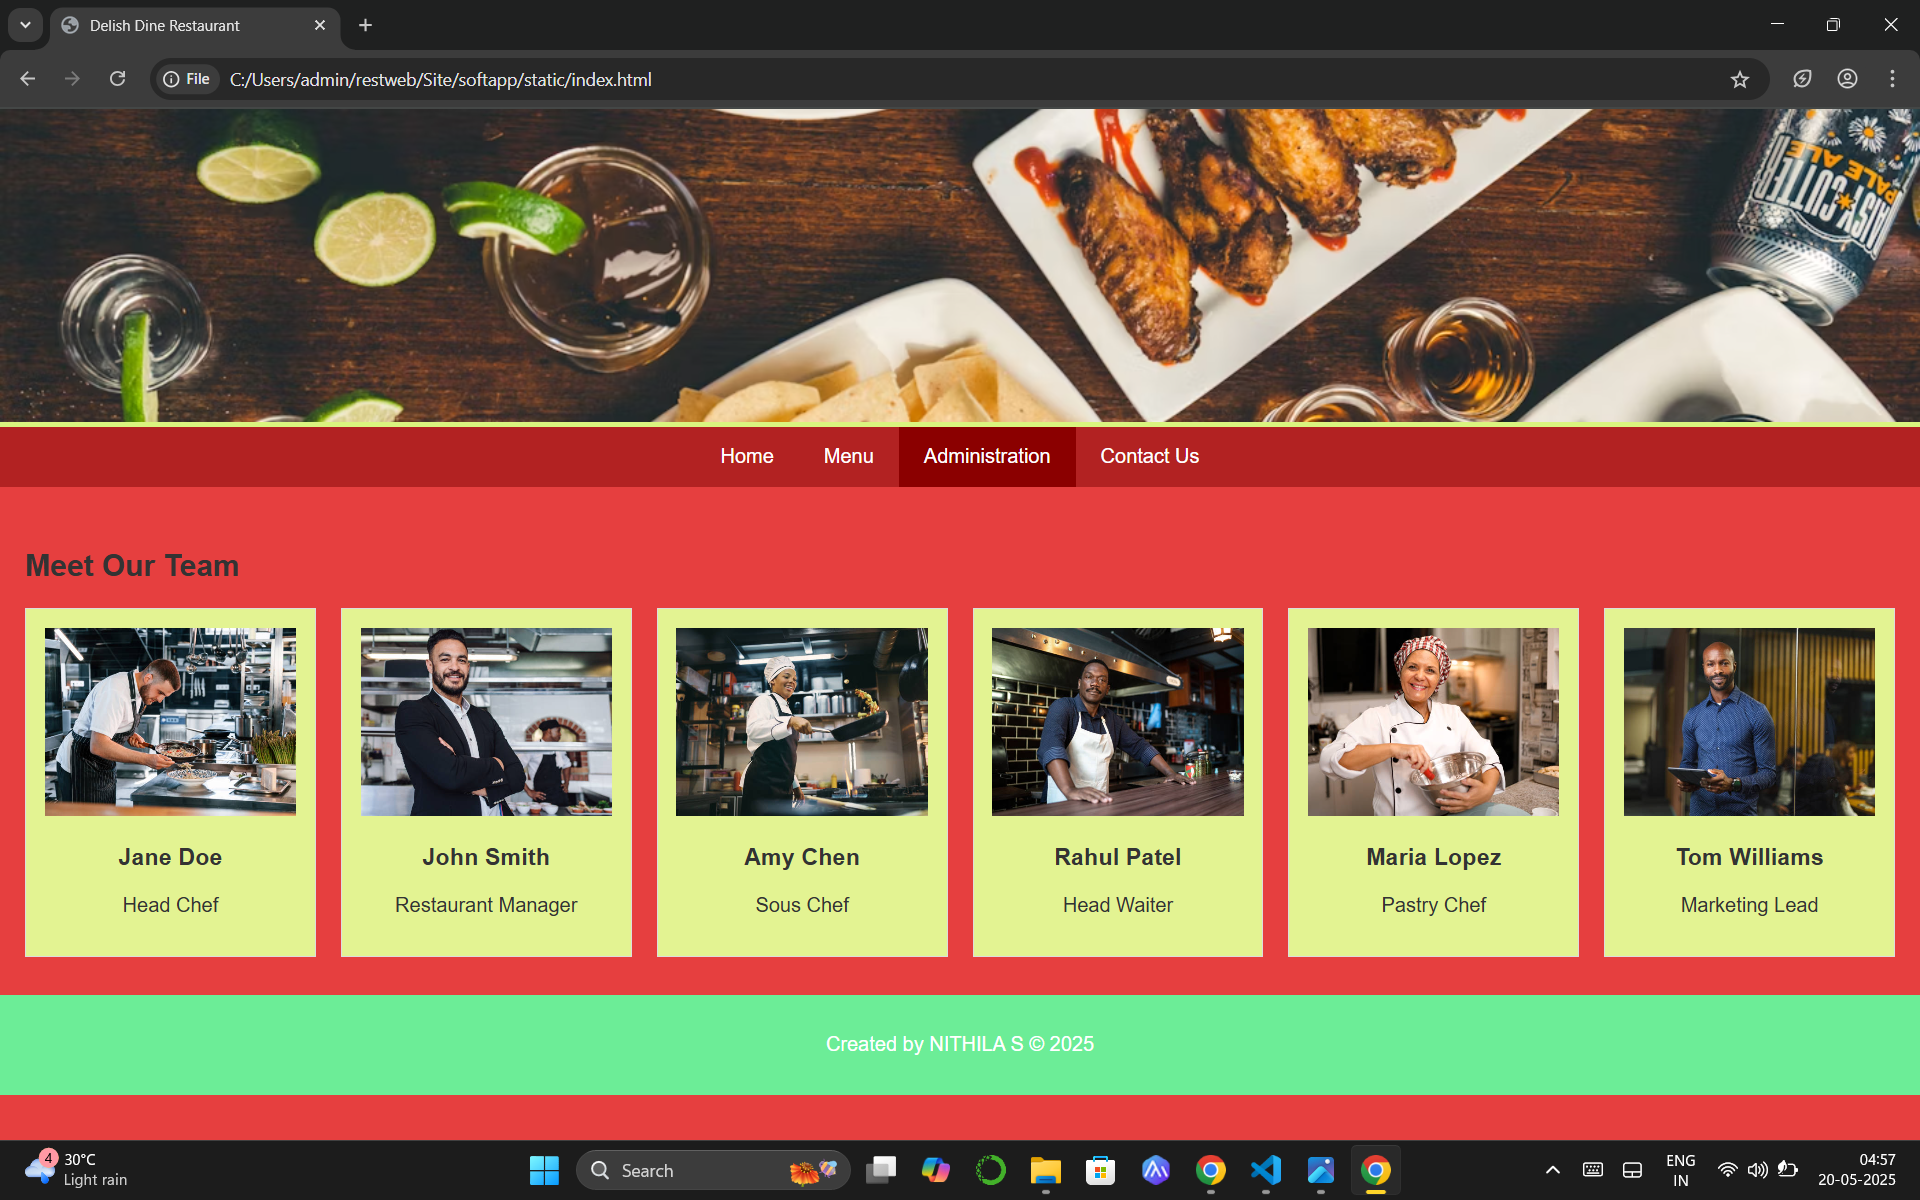 Delish Dine Restaurant
File
C:/Users/admin/restweb/Site/softapp/static/index.html
PALE ALE
Home
Menu
Administration
Contact Us
Meet Our Team
Jane Doe
John Smith
Amy Chen
Rahul Patel
Maria Lopez
Tom Williams
Head Chef
Restaurant Manager
Sous Chef
Head Waiter
Pastry Chef
Marketing Lead
Created by NITHILA S © 2025
4
30°C
Light rain
Search
ENG
IN
04:57
20-05-2025